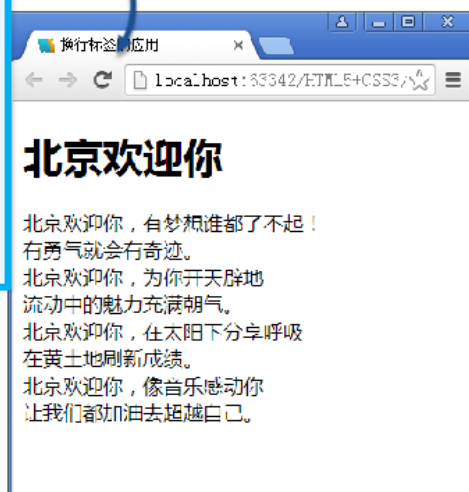 换行标签的应用
localhost:63342/HTML5+CSS3/
北京欢迎你
北京欢迎你，有梦想谁都了不起！
有勇气就会有奇迹。
北京欢迎你，为你开天辟地
流动中的魅力充满朝气。
北京欢迎你，在太阳下分享呼吸
在黄土地刷新成绩。
北京欢迎你，像音乐感动你
让我们都加油去超越自己。